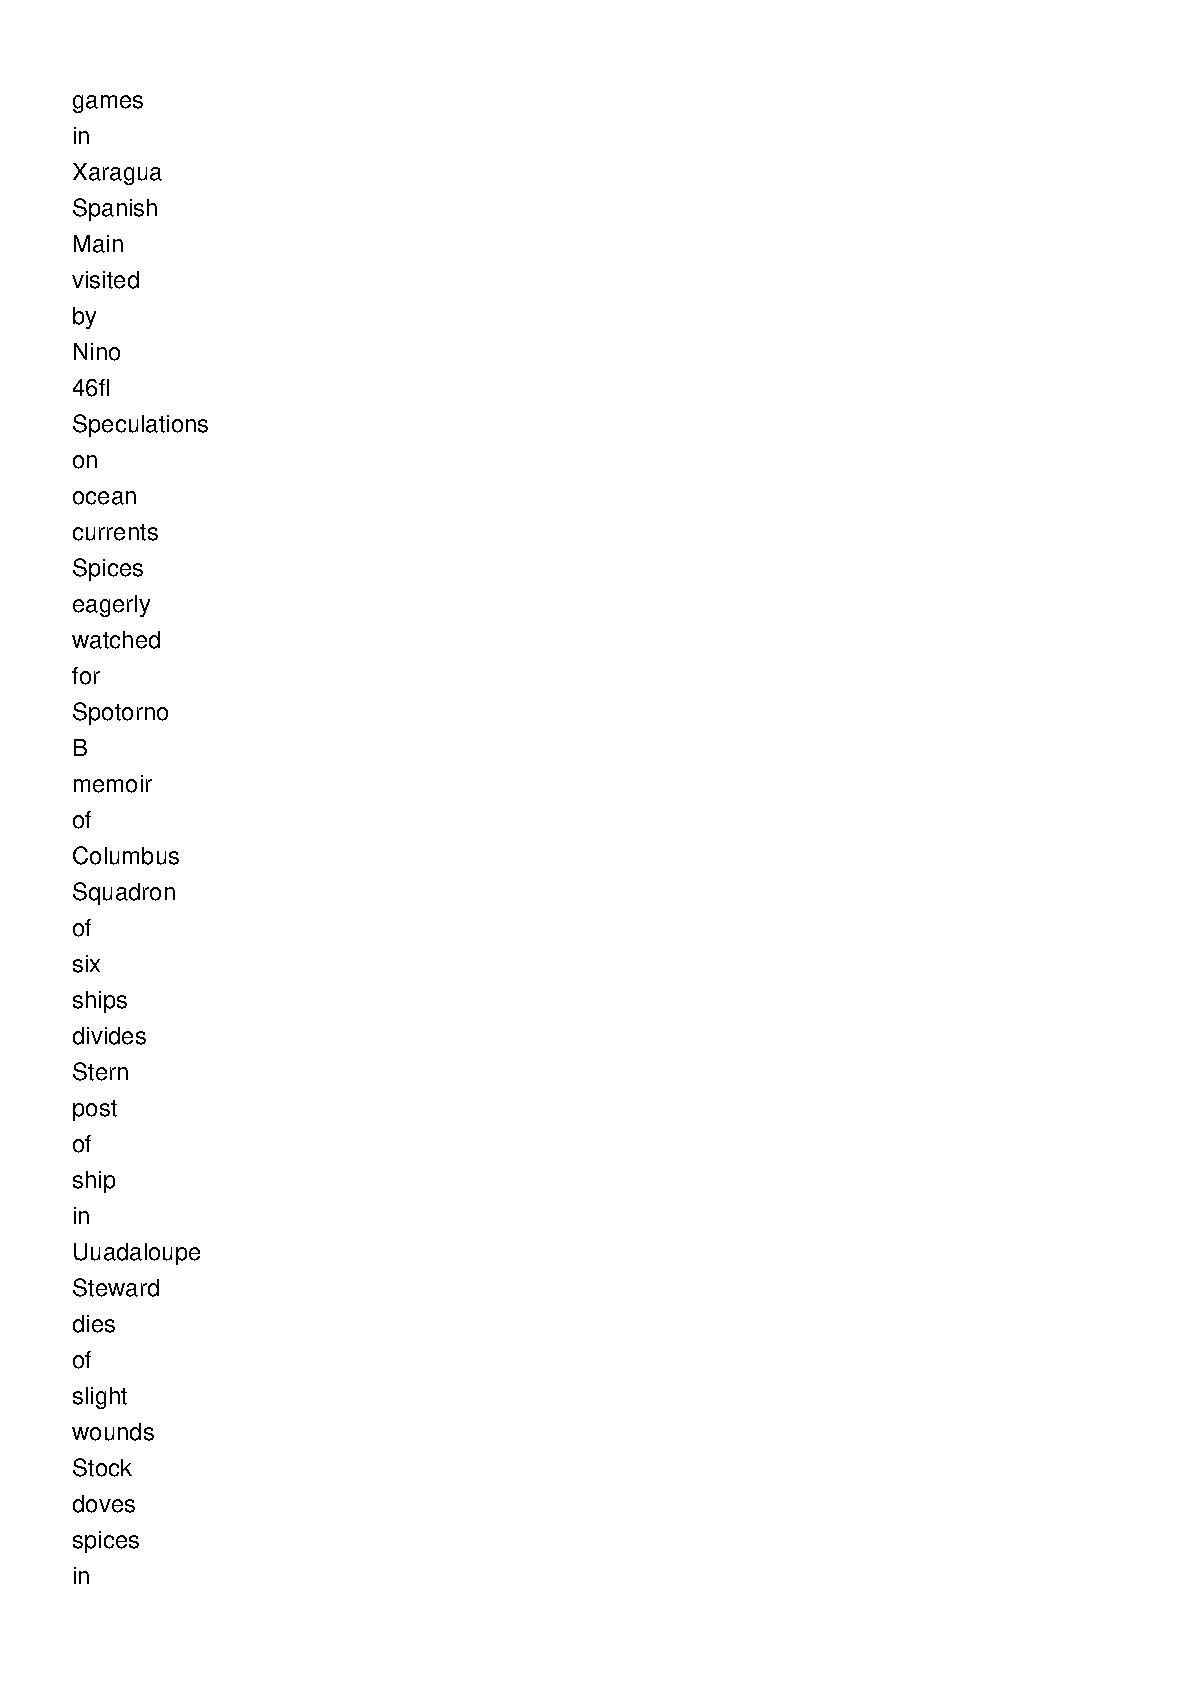 games
in
Xaragua
Spanish
Main
visited
by
Nino
46fl
Speculations
on
ocean
currents
Spices
eagerly
watched
for
Spotorno
B
memoir
of
Columbus
Squadron
of
six
ships
divides
Stern
post
of
ship
in
Uuadaloupe
Steward
dies
of
slight
wounds
Stock
doves
spices
in